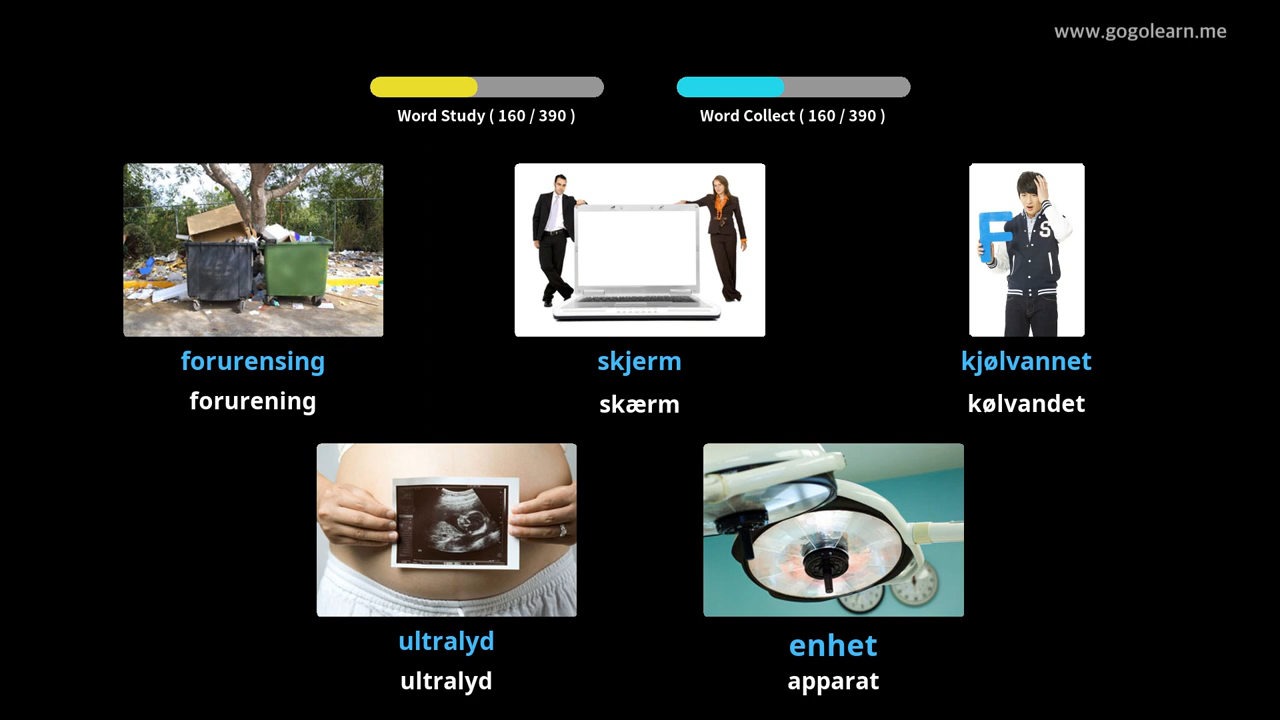 www.gogolearn.me
Word Study ( 160 / 390 )
Word Collect ( 160 / 390 )
S
F
forurensing
forurening
skjerm
skærm
kjølvannet
kølvandet
ultralyd
ultralyd
enhet
apparat